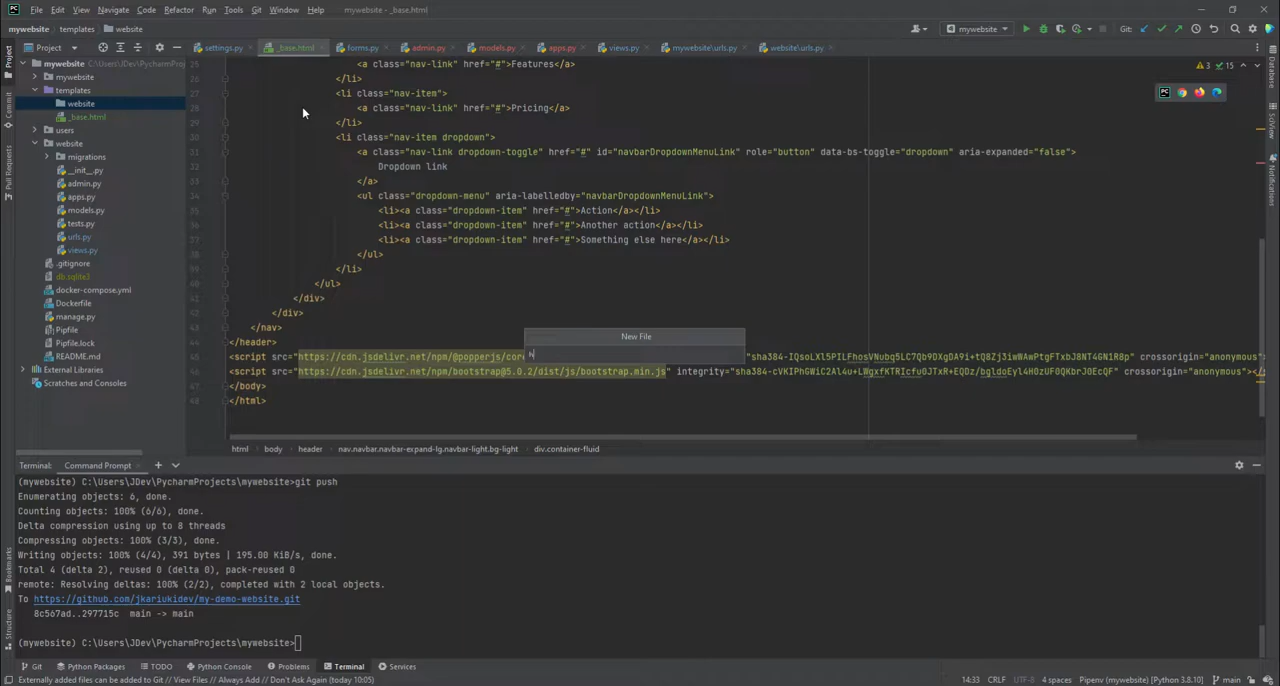 File Edit View Navigate Code Refactor Run Tools Git Window Help mywebsite - _base.html
mywebsite templates website
mywebsite Git:
Project settings.py _base.html forms.py admin.py models.py apps.py views.py mywebsite\urls.py website\urls.py
mywebsite C:\Users\JDev\PycharmProj
mywebsite
templates
website
_base.html
users
website
migrations
__init__.py
admin.py
apps.py
models.py
tests.py
urls.py
views.py
.gitignore
db.sqlite3
docker-compose.yml
Dockerfile
manage.py
Pipfile
Pipfile.lock
README.md
External Libraries
Scratches and Consoles
Project
Commit
Pull Requests
Bookmarks
Structure
Database
SciView
Notifications
3 15
<a class="nav-link" href="#">Features</a>
</li>
<li class="nav-item">
<a class="nav-link" href="#">Pricing</a>
</li>
<li class="nav-item dropdown">
<a class="nav-link dropdown-toggle" href="#" id="navbarDropdownMenuLink" role="button" data-bs-toggle="dropdown" aria-expanded="false">
Dropdown link
</a>
<ul class="dropdown-menu" aria-labelledby="navbarDropdownMenuLink">
<li><a class="dropdown-item" href="#">Action</a></li>
<li><a class="dropdown-item" href="#">Another action</a></li>
<li><a class="dropdown-item" href="#">Something else here</a></li>
</ul>
</li>
</ul>
</div>
</div>
</nav>
</header>
New File
<script src="https://cdn.jsdelivr.net/npm/@popperjs/cor crossorigin="anonymous">
<script src="https://cdn.jsdelivr.net/npm/bootstrap@5.0.2/dist/js/bootstrap.min.js" integrity= crossorigin="anonymous"></
</body>
</html>
html body header nav.navbar.navbar-expand-lg.navbar-light.bg-light div.container-fluid
Terminal: Command Prompt
(mywebsite) C:\Users\JDev\PycharmProjects\mywebsite>git push
Enumerating objects: 6, done.
Counting objects: 100% (6/6), done.
Delta compression using up to 8 threads
Compressing objects: 100% (3/3), done.
Writing objects: 100% (4/4), 391 bytes | 195.00 KiB/s, done.
Total 4 (delta 2), reused 0 (delta 0), pack-reused 0
remote: Resolving deltas: 100% (2/2), completed with 2 local objects.
To https://github.com/jkariukidev/my-demo-website.git
8c567ad..297715c main -> main
(mywebsite) C:\Users\JDev\PycharmProjects\mywebsite>
Git Python Packages TODO Python Console Problems Terminal Services
Externally added files can be added to Git // View Files // Always Add // Don't Ask Again (today 10:05) 14:33 CRLF UTF-8 4 spaces Pipenv (mywebsite) [Python 3.8.10] main